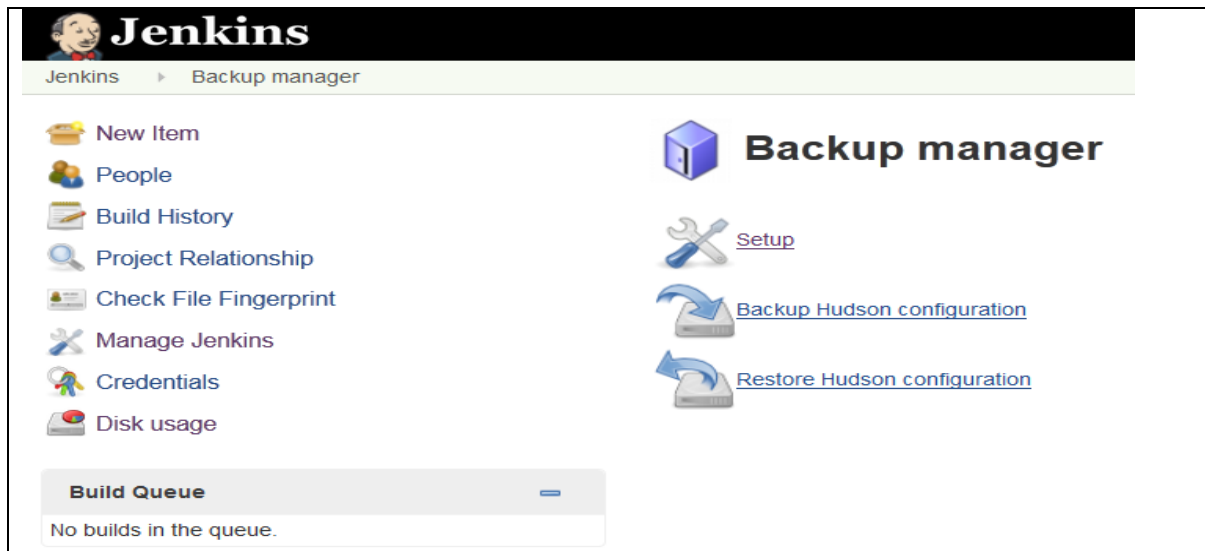 Jenkins
Jenkins Backup manager
New Item
People
Build History
Project Relationship
Check File Fingerprint
Manage Jenkins
Credentials
Disk usage
Build Queue
No builds in the queue.
Backup manager
Setup
Backup Hudson configuration
Restore Hudson configuration